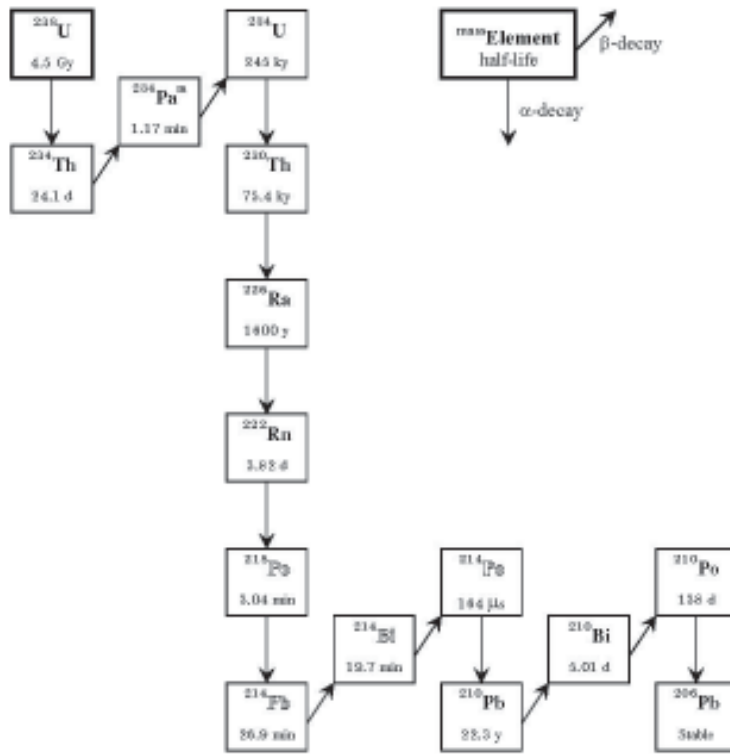 ²³⁸U
4.5 Gy
²³⁴U
245 ky
ᵐᵃˢˢElement
half-life
β-decay
α-decay
²³⁴Paᵐ
1.17 min
²³⁴Th
24.1 d
²³⁰Th
75.4 ky
²²⁶Ra
1600 y
²²²Rn
3.82 d
²¹⁸Po
3.04 min
²¹⁴Po
164 µs
²¹⁰Po
138 d
²¹⁴Bi
19.7 min
²¹⁰Bi
5.01 d
²¹⁴Pb
26.9 min
²¹⁰Pb
22.3 y
²⁰⁶Pb
Stable